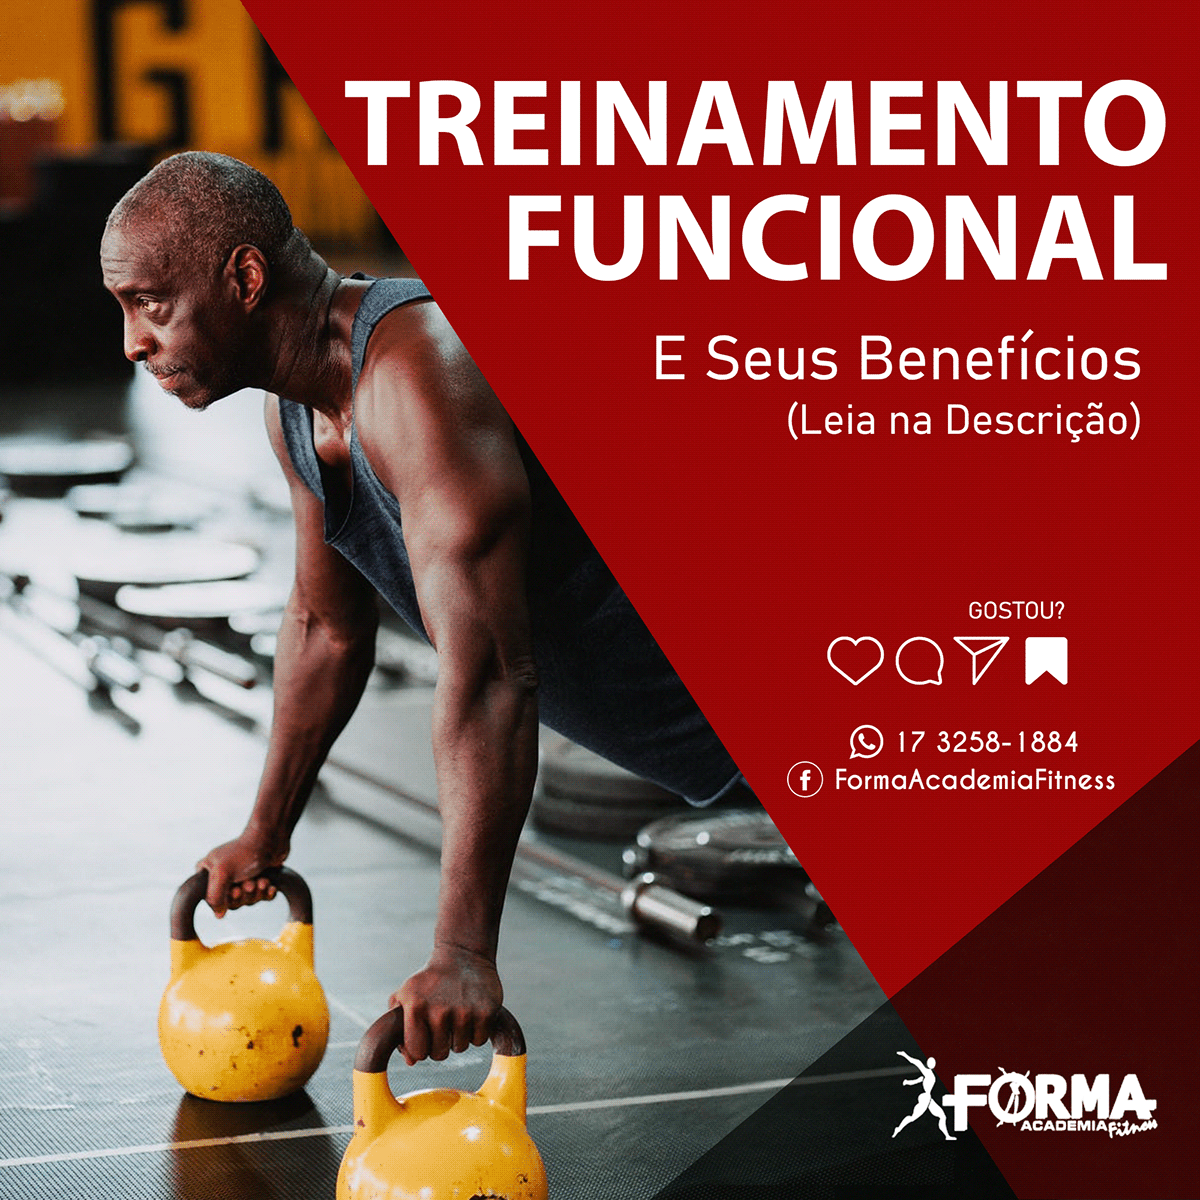 TREINAMENTO
FUNCIONAL
E Seus Benefícios
(Leia na Descrição)
GOSTOU?
17 3258-1884
FormaAcademiaFitness
FORMA
ACADEMIA Fitness